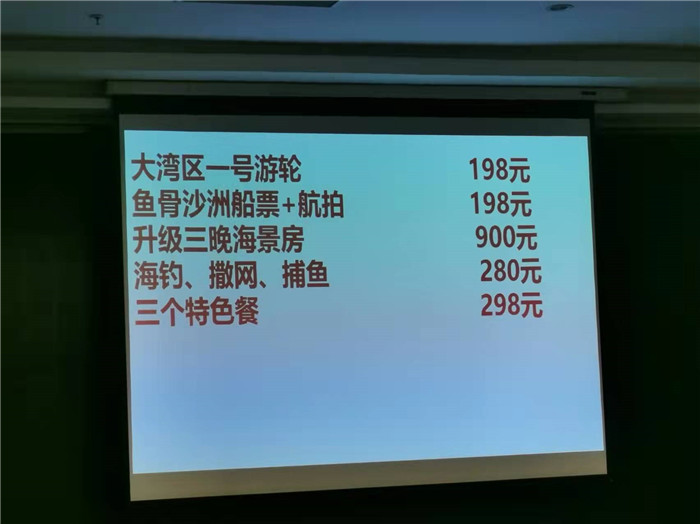 大湾区一号游轮 198元
鱼骨沙洲船票+航拍 198元
升级三晚海景房 900元
海钓、撒网、捕鱼 280元
三个特色餐 298元